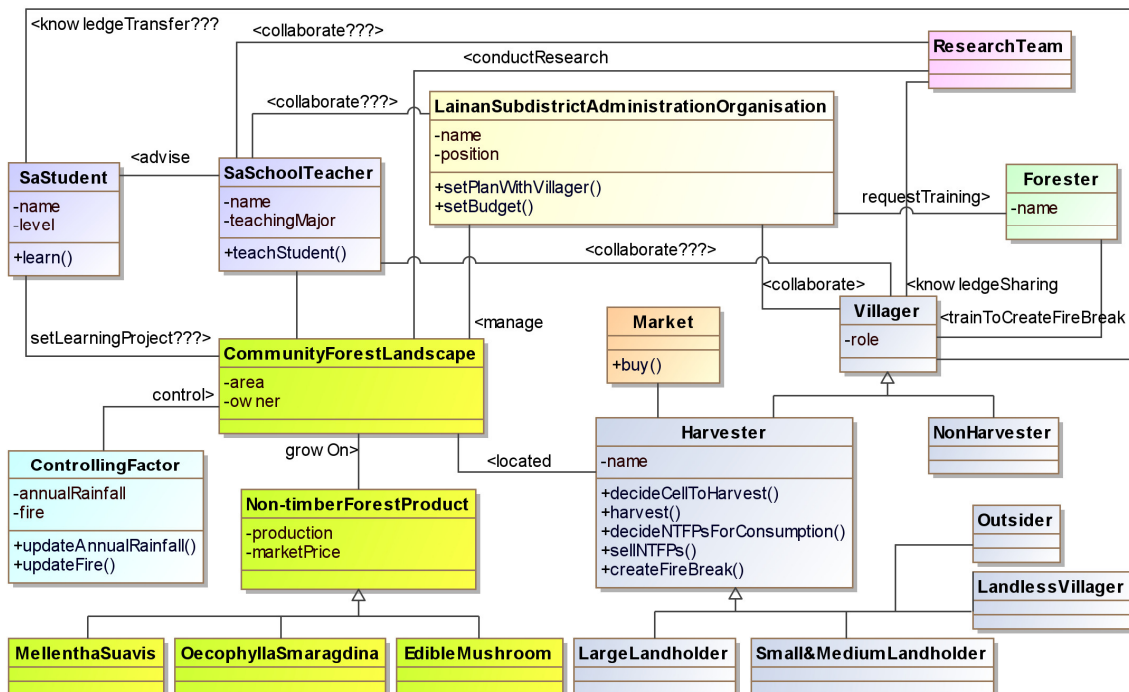 <know ledgeTransfer???
<collaborate???>
ResearchTeam
<conductResearch
<collaborate???>
LainanSubdistrictAdministrationOrganisation
-name
-position
+setPlanWithVillager()
+setBudget()
<advise
SaStudent
-name
-level
+learn()
SaSchoolTeacher
-name
-teachingMajor
+teachStudent()
requestTraining>
Forester
-name
<collaborate???>
<collaborate>
<know ledgeSharing
<trainToCreateFireBreak
Villager
-role
setLearningProject???>
<manage
Market
+buy()
CommunityForestLandscape
-area
-ow ner
control>
grow On>
<located
Harvester
-name
+decideCellToHarvest()
+harvest()
+decideNTFPsForConsumption()
+sellNTFPs()
+createFireBreak()
NonHarvester
ControllingFactor
-annualRainfall
-fire
+updateAnnualRainfall()
+updateFire()
Non-timberForestProduct
-production
-marketPrice
Outsider
LandlessVillager
MellenthaSuavis
OecophyllaSmaragdina
EdibleMushroom
LargeLandholder
Small&MediumLandholder